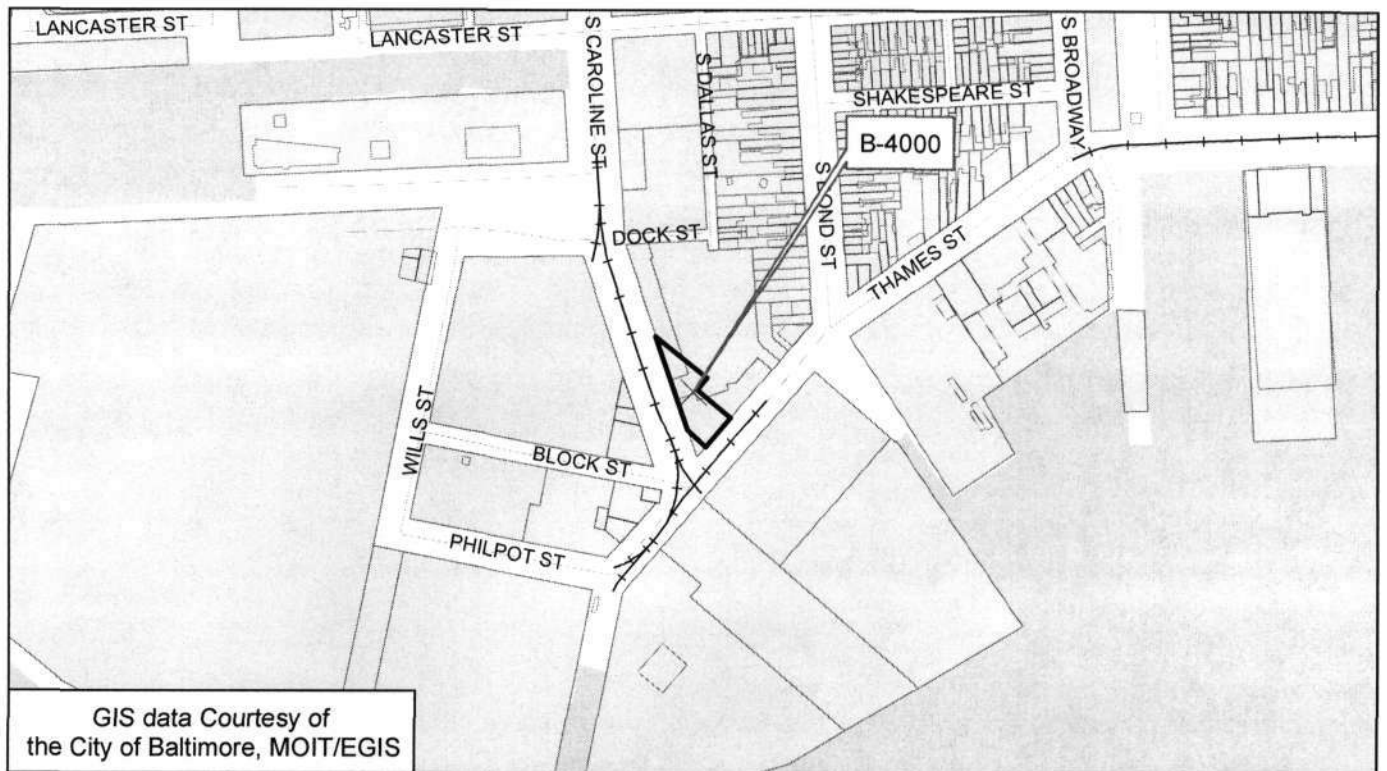 LANCASTER ST
LANCASTER ST
S CAROLINE ST
S DALLAS ST
S BROADWAY
SHAKESPEARE ST
B-4000
S BOND ST
DOCK ST
THAMES ST
WILLS ST
BLOCK ST
PHILPOT ST
GIS data Courtesy of
the City of Baltimore, MOIT/EGIS